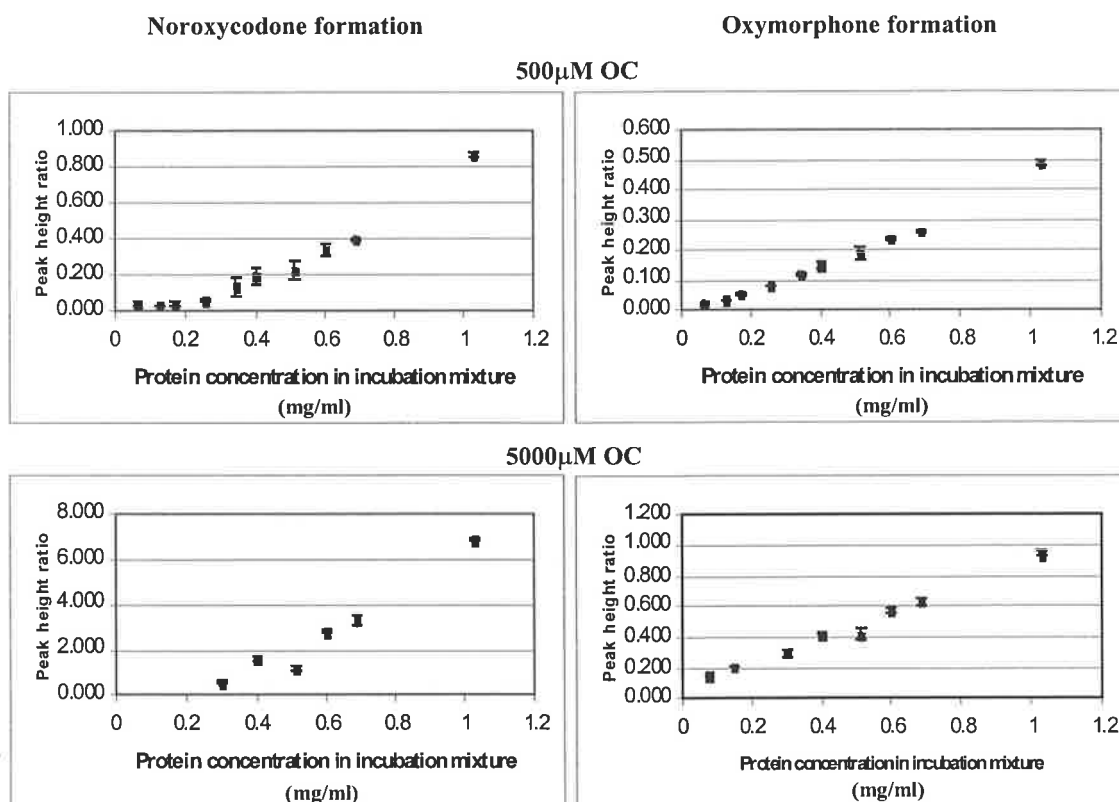 Noroxycodone formation
Oxymorphone formation
500μM OC
Peak height ratio
1.000
0.800
0.600
0.400
0.200
0.000
0 0.2 0.4 0.6 0.8 1 1.2
Protein concentration in incubation mixture
(mg/ml)
Peak height ratio
0.600
0.500
0.400
0.300
0.200
0.100
0.000
0 0.2 0.4 0.6 0.8 1 1.2
Protein concentration in incubation mixture
(mg/ml)
5000μM OC
Peak height ratio
8.000
6.000
4.000
2.000
0.000
0 0.2 0.4 0.6 0.8 1 1.2
Protein concentration in incubation mixture
(mg/ml)
Peak height ratio
1.200
1.000
0.800
0.600
0.400
0.200
0.000
0 0.2 0.4 0.6 0.8 1 1.2
Protein concentration in incubation mixture
(mg/ml)